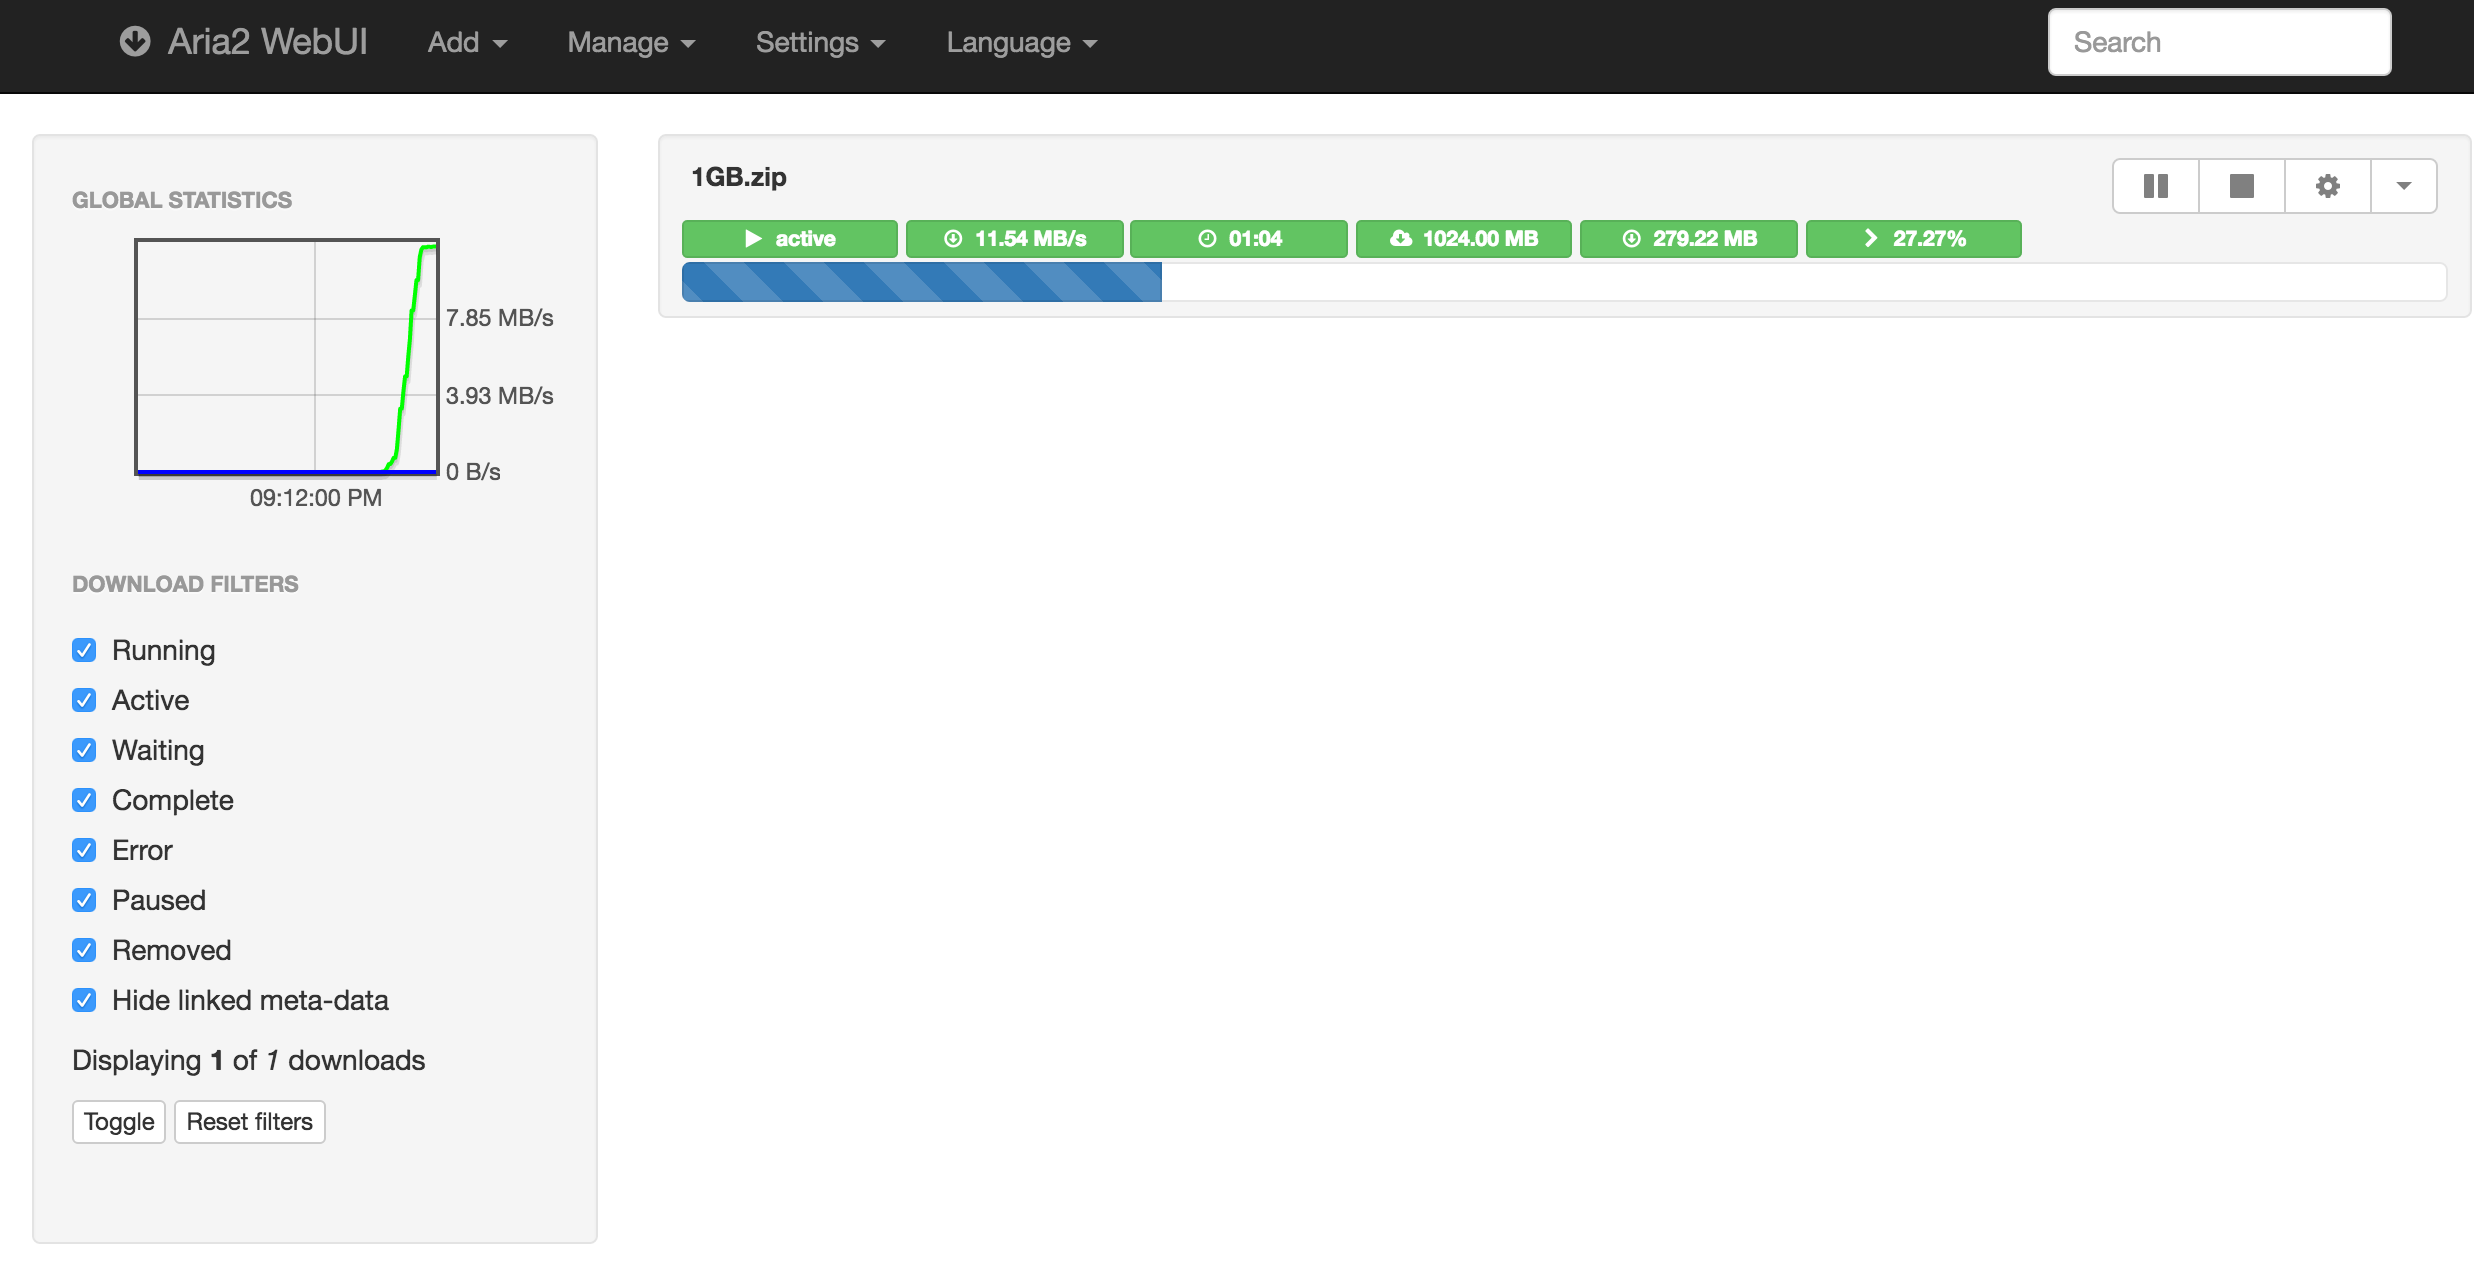 Aria2 WebUI Add Manage Settings Language Search
GLOBAL STATISTICS
7.85 MB/s
3.93 MB/s
0 B/s
09:12:00 PM
DOWNLOAD FILTERS
Running
Active
Waiting
Complete
Error
Paused
Removed
Hide linked meta-data
Displaying 1 of 1 downloads
Toggle Reset filters
1GB.zip
active 11.54 MB/s 01:04 1024.00 MB 279.22 MB 27.27%